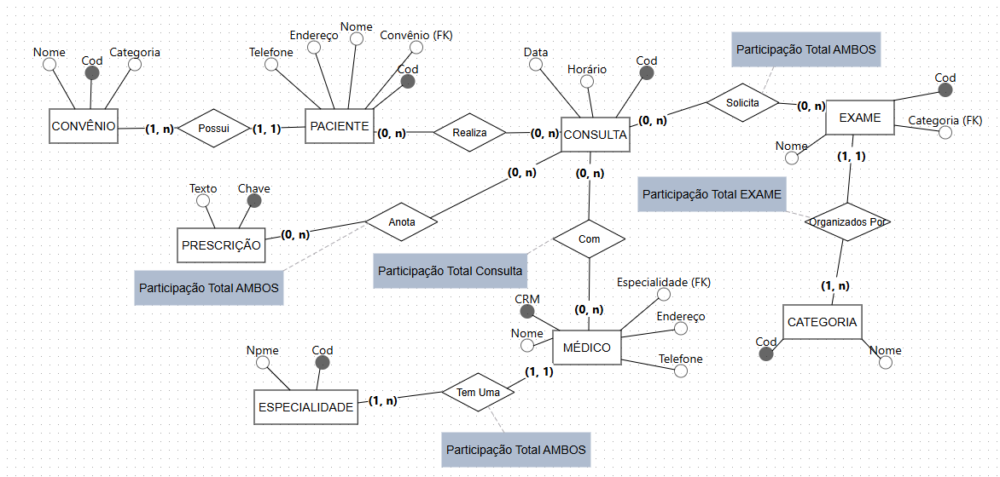 Nome
Cod
Categoria
CONVÊNIO
(1, n)
Possui
(1, 1)
Telefone
Endereço
Nome
Convênio (FK)
Cod
PACIENTE
(0, n)
Realiza
(0, n)
Data
Horário
Cod
CONSULTA
(0, n)
Solicita
(0, n)
Participação Total AMBOS
EXAME
Cod
Categoria (FK)
Nome
(1, 1)
Participação Total EXAME
Organizados Por
(1, n)
CATEGORIA
Cod
Nome
(0, n)
Anota
(0, n)
Texto
Chave
PRESCRIÇÃO
Participação Total AMBOS
(0, n)
Com
Participação Total Consulta
(0, n)
CRM
Nome
Especialidade (FK)
Endereço
Telefone
MÉDICO
(1, 1)
Tem Uma
(1, n)
Nome
Cod
ESPECIALIDADE
Participação Total AMBOS